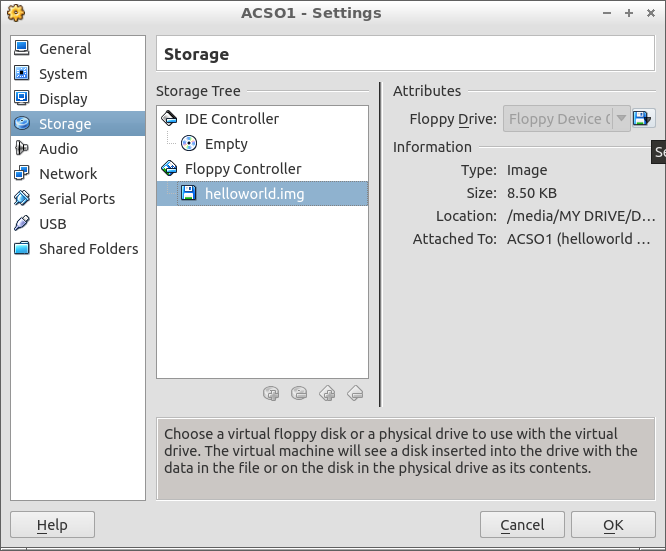 ACSO1 - Settings
General
System
Display
Storage
Audio
Network
Serial Ports
USB
Shared Folders
Storage
Storage Tree
IDE Controller
Empty
Floppy Controller
helloworld.img
Attributes
Floppy Drive: Floppy Device
Information
Type: Image
Size: 8.50 KB
Location: /media/MY DRIVE/D...
Attached To: ACSO1 (helloworld ...
Se
Choose a virtual floppy disk or a physical drive to use with the virtual
drive. The virtual machine will see a disk inserted into the drive with the
data in the file or on the disk in the physical drive as its contents.
Help
Cancel
OK